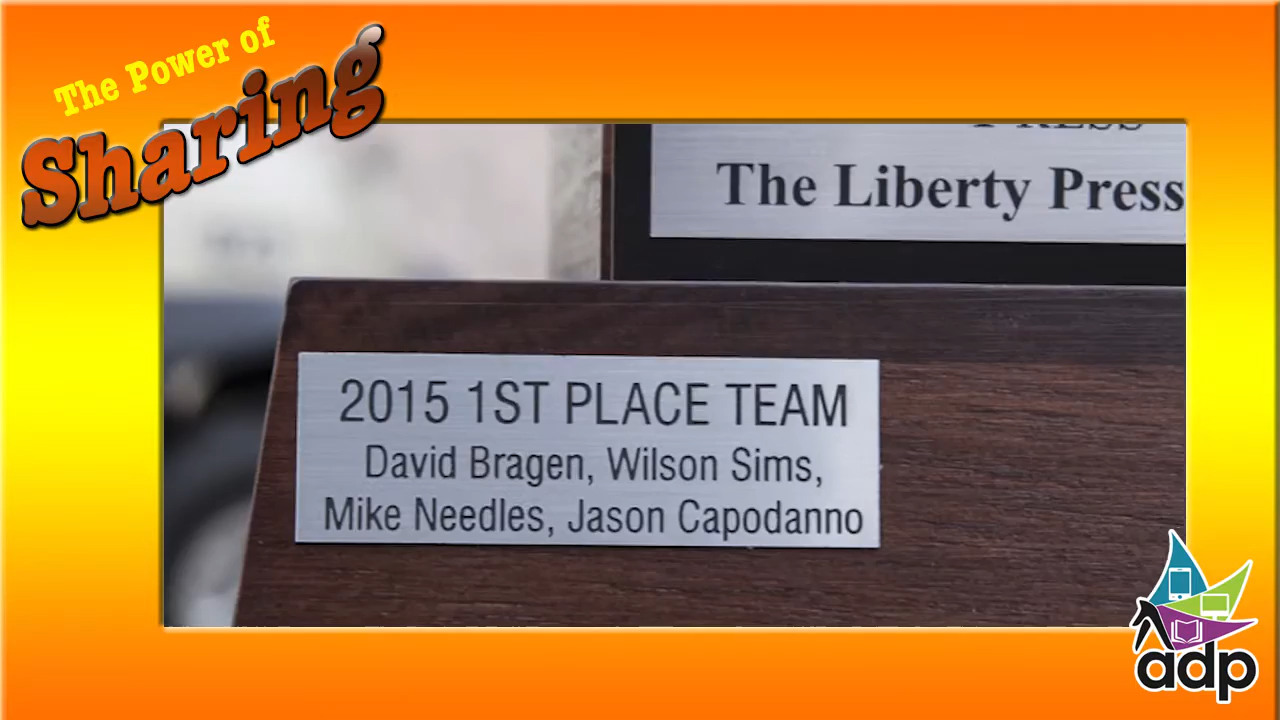 The Power of
Sharing
PRESS
The Liberty Press
2015 1ST PLACE TEAM
David Bragen, Wilson Sims,
Mike Needles, Jason Capodanno
adp